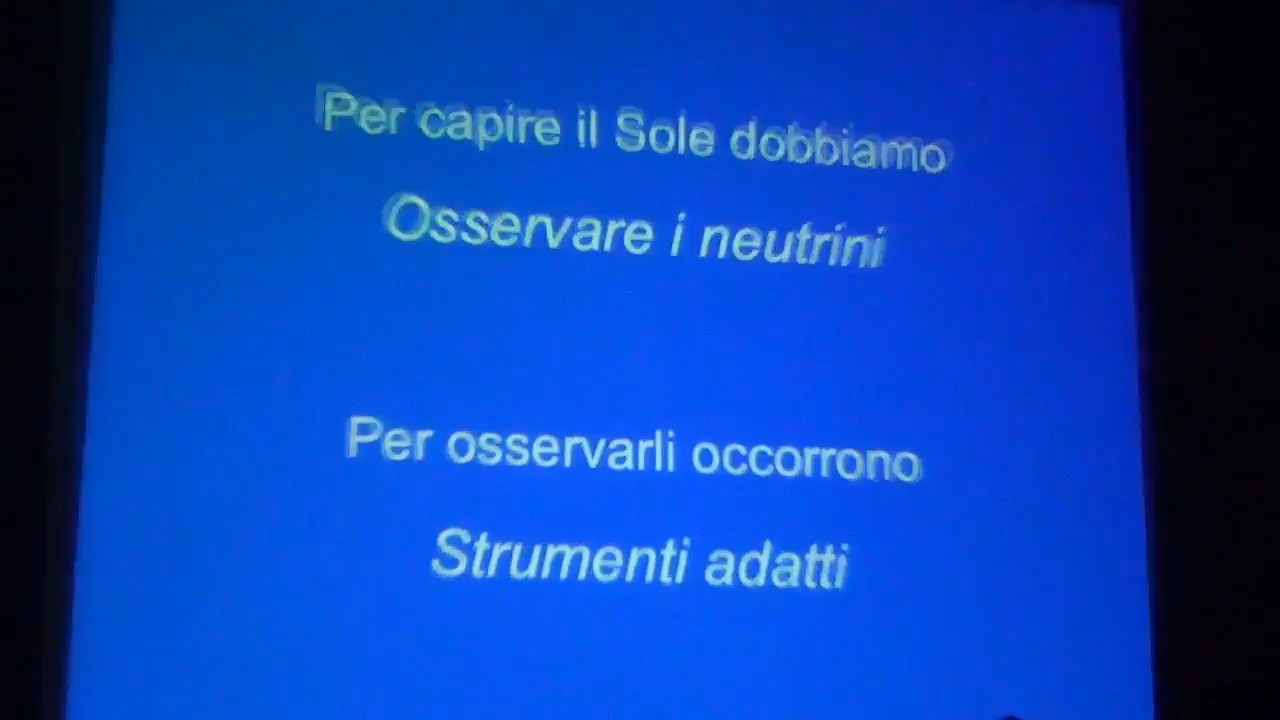 Per capire il Sole dobbiamo
Osservare i neutrini
Per osservarli occorrono
Strumenti adatti